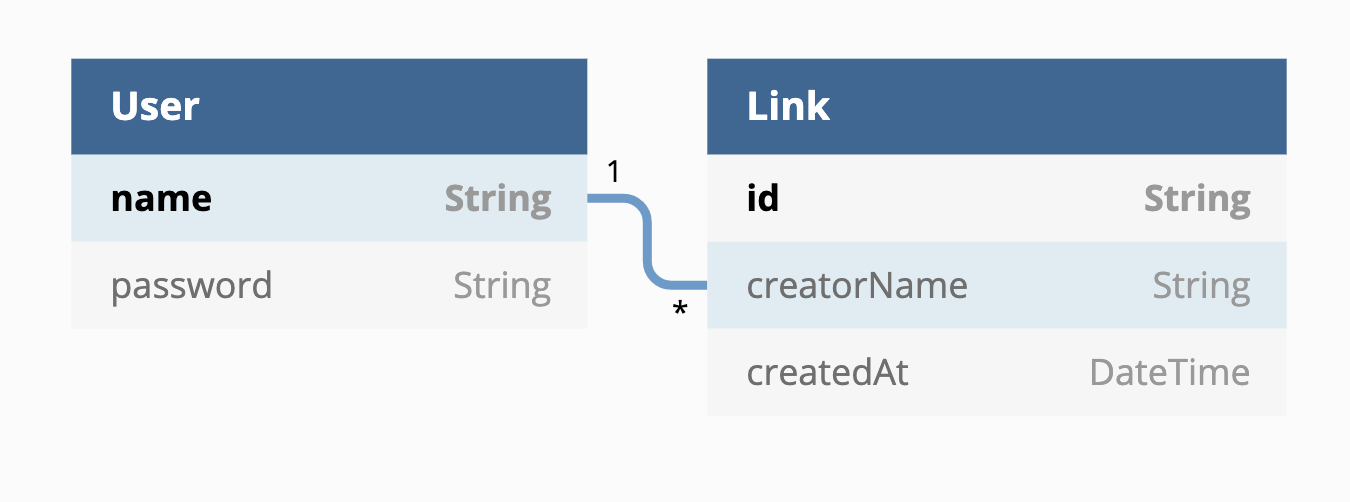 User
name String
password String
1
*
Link
id String
creatorName String
createdAt DateTime